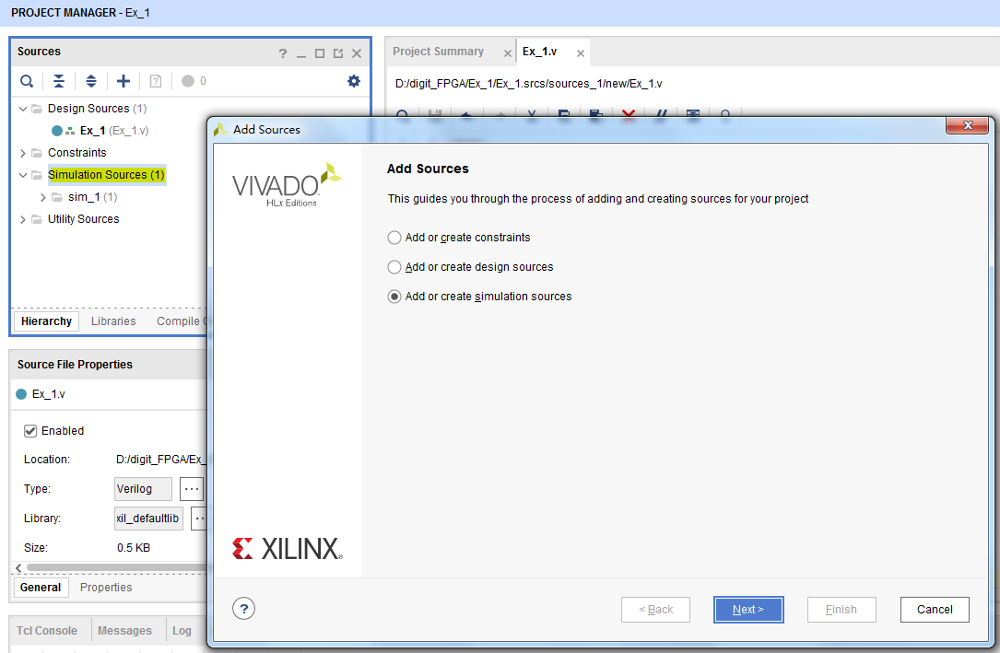 PROJECT MANAGER - Ex_1
Sources
? 
0
Design Sources (1)
Ex_1 (Ex_1.v)
Constraints
Simulation Sources (1)
sim_1 (1)
Utility Sources
Hierarchy Libraries Compile
Source File Properties
Ex_1.v
Enabled
Location: D:/digit_FPGA/Ex_
Type: Verilog ...
Library: xil_defaultlib
Size: 0.5 KB
General Properties
Tcl Console Messages Log
Project Summary Ex_1.v
D:/digit_FPGA/Ex_1/Ex_1.srcs/sources_1/new/Ex_1.v
Add Sources
VIVADO
HLx Editions
XILINX
Add Sources
This guides you through the process of adding and creating sources for your project
Add or create constraints
Add or create design sources
Add or create simulation sources
? < Back Next > Finish Cancel